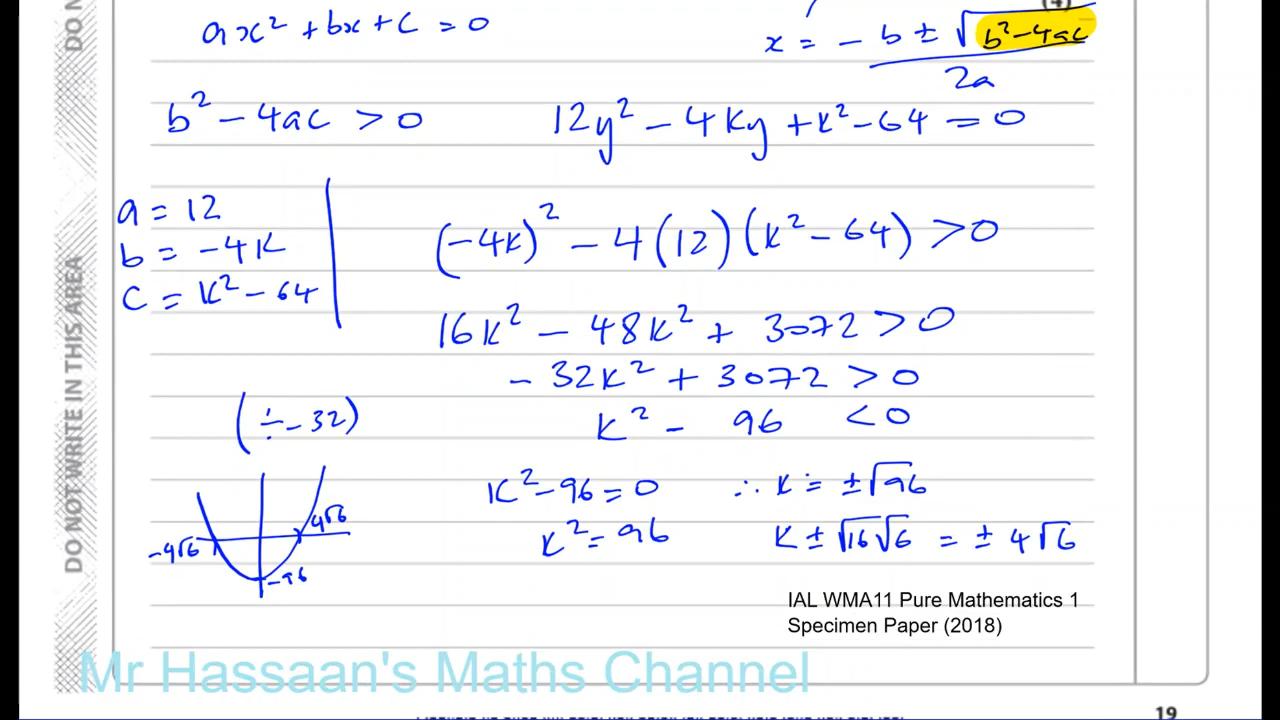 DO NO
(4)
ax² + bx + c = 0
x = - b ± √b²-4ac
2a
b² - 4ac > 0
12y² - 4ky + k² - 64 = 0
a = 12
b = -4k
c = k² - 64
(-4k)² - 4(12)(k² - 64) > 0
16k² - 48k² + 3072 > 0
- 32k² + 3072 > 0
(÷ -32)
k² - 96 < 0
k² - 96 = 0 ∴ k = ±√96
k² = 96 k ± √16√6 = ± 4√6
-4√6
4√6
-96
DO NOT WRITE IN THIS AREA
IAL WMA11 Pure Mathematics 1
Specimen Paper (2018)
Mr Hassaan's Maths Channel
19